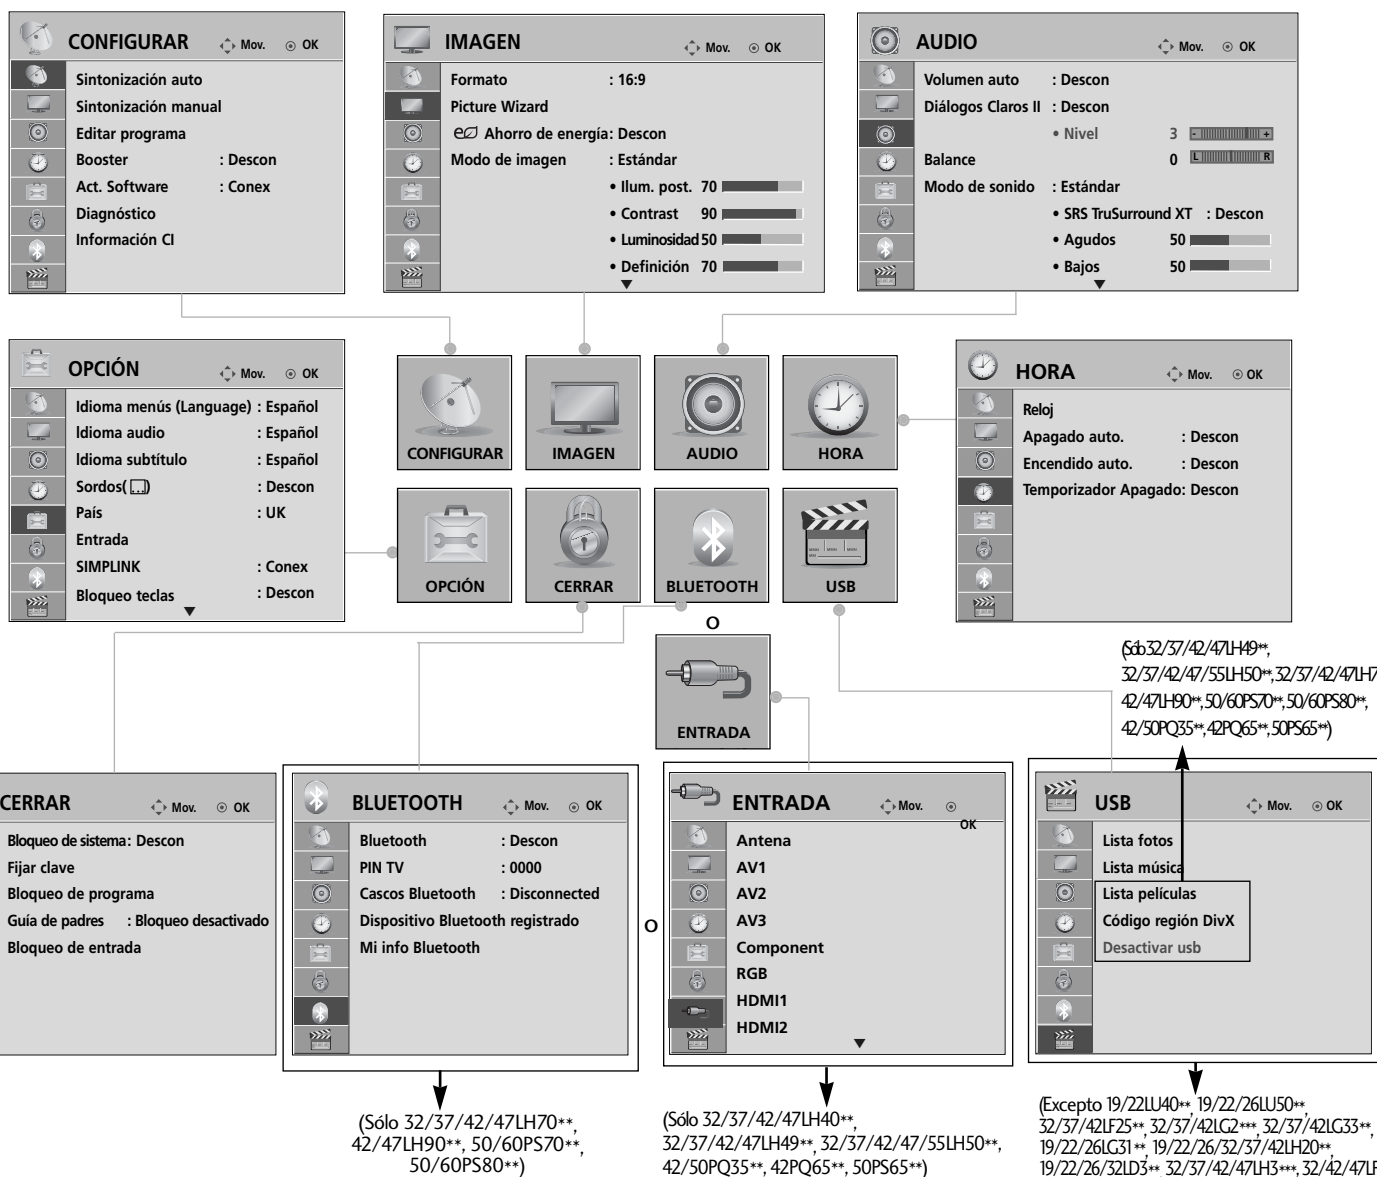 CONFIGURAR Mov. OK
Sintonización auto
Sintonización manual
Editar programa
Booster : Descon
Act. Software : Conex
Diagnóstico
Información CI
IMAGEN Mov. OK
Formato : 16:9
Picture Wizard
Ahorro de energía: Descon
Modo de imagen : Estándar
• Ilum. post. 70
• Contrast 90
• Luminosidad 50
• Definición 70
AUDIO Mov. OK
Volumen auto : Descon
Diálogos Claros II : Descon
• Nivel 3 - +
Balance 0 L R
Modo de sonido : Estándar
• SRS TruSurround XT : Descon
• Agudos 50
• Bajos 50
OPCIÓN Mov. OK
Idioma menús (Language) : Español
Idioma audio : Español
Idioma subtítulo : Español
Sordos( ) : Descon
País : UK
Entrada
SIMPLINK : Conex
Bloqueo teclas : Descon
CONFIGURAR
IMAGEN
AUDIO
HORA
OPCIÓN
CERRAR
BLUETOOTH
USB
O
ENTRADA
HORA Mov. OK
Reloj
Apagado auto. : Descon
Encendido auto. : Descon
Temporizador Apagado: Descon
(Sólo 32/37/42/47LH49**,
32/37/42/47/55LH50**, 32/37/42/47LH7
42/47LH90**, 50/60PS70**, 50/60PS80**,
42/50PQ35**, 42PQ65**, 50PS65**)
CERRAR Mov. OK
Bloqueo de sistema: Descon
Fijar clave
Bloqueo de programa
Guía de padres : Bloqueo desactivado
Bloqueo de entrada
BLUETOOTH Mov. OK
Bluetooth : Descon
PIN TV : 0000
Cascos Bluetooth : Disconnected
Dispositivo Bluetooth registrado
Mi info Bluetooth
(Sólo 32/37/42/47LH70**,
42/47LH90**, 50/60PS70**,
50/60PS80**)
O
ENTRADA Mov. OK
Antena
AV1
AV2
AV3
Component
RGB
HDMI1
HDMI2
(Sólo 32/37/42/47LH40**,
32/37/42/47LH49**, 32/37/42/47/55LH50**,
42/50PQ35**, 42PQ65**, 50PS65**)
USB Mov. OK
Lista fotos
Lista música
Lista películas
Código región DivX
Desactivar usb
(Excepto 19/22LU40**, 19/22/26LU50**,
32/37/42LF25**, 32/37/42LG2***, 32/37/42LG33**,
19/22/26LG31**, 19/22/26/32/37/42LH20**,
19/22/26/32LD3**, 32/37/42/47LH3***, 32/42/47LF